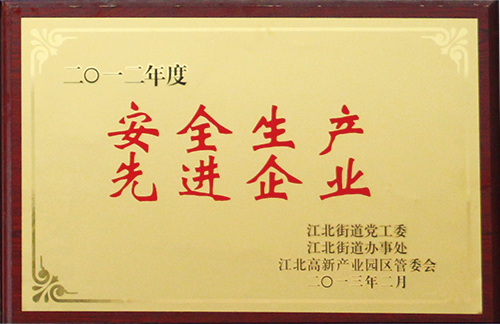 二〇一二年度
安全生产
先进企业
江北街道党工委
江北街道办事处
江北高新产业园区管委会
二〇一三年二月